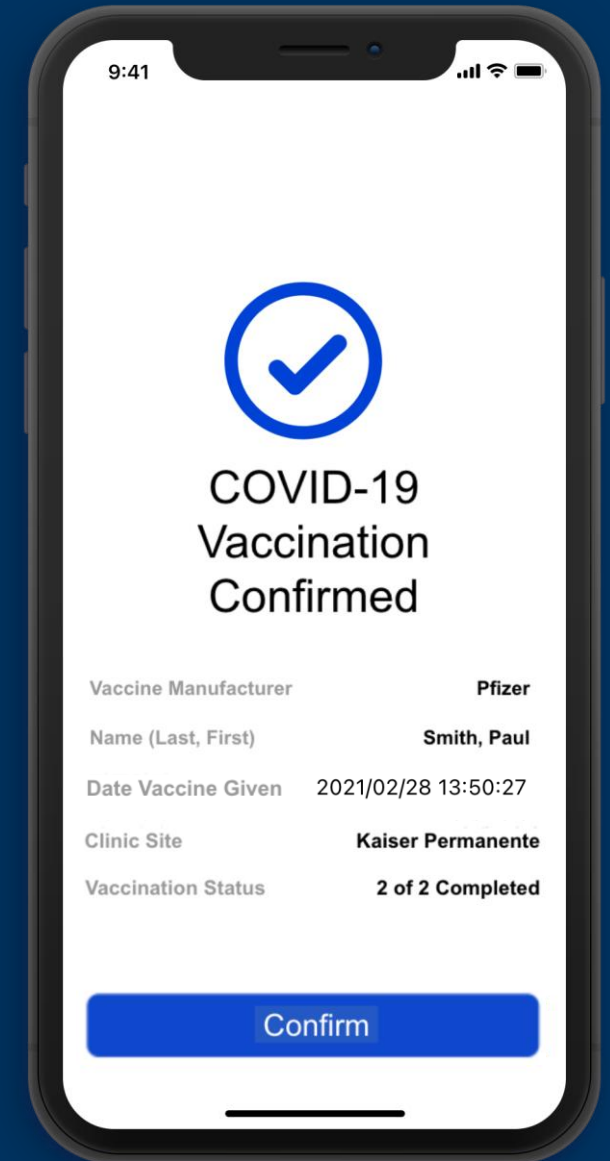 9:41
COVID-19
Vaccination
Confirmed
Vaccine Manufacturer Pfizer
Name (Last, First) Smith, Paul
Date Vaccine Given 2021/02/28 13:50:27
Clinic Site Kaiser Permanente
Vaccination Status 2 of 2 Completed
Confirm